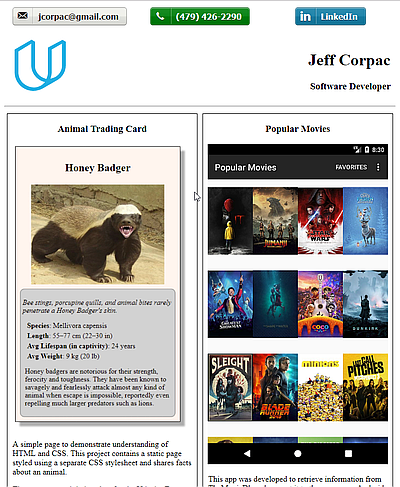 jcorpac@gmail.com
(479) 426-2290
LinkedIn
Jeff Corpac
Software Developer
Animal Trading Card
Honey Badger
Bee stings, porcupine quills, and animal bites rarely
penetrate a Honey Badger's skin.
Species: Mellivora capensis
Length: 55–77 cm (22–30 in)
Avg Lifespan (in captivity): 24 years
Avg Weight: 9 kg (20 lb)
Honey badgers are notorious for their strength,
ferocity and toughness. They have been known to
savagely and fearlessly attack almost any kind of
animal when escape is impossible, reportedly even
repelling much larger predators such as lions.
A simple page to demonstrate understanding of
HTML and CSS. This project contains a static page
styled using a separate CSS stylesheet and shares facts
about an animal.
Popular Movies
8:30
Popular Movies
FAVORITES
JUMANJI
STAR
WARS
GREATEST
SHOWMAN
COCO
DUNKIRK
SLEIGHT
BLADE
RUNNER
2049
minions
LAST CALL
PITCHES
This app was developed to retrieve information from